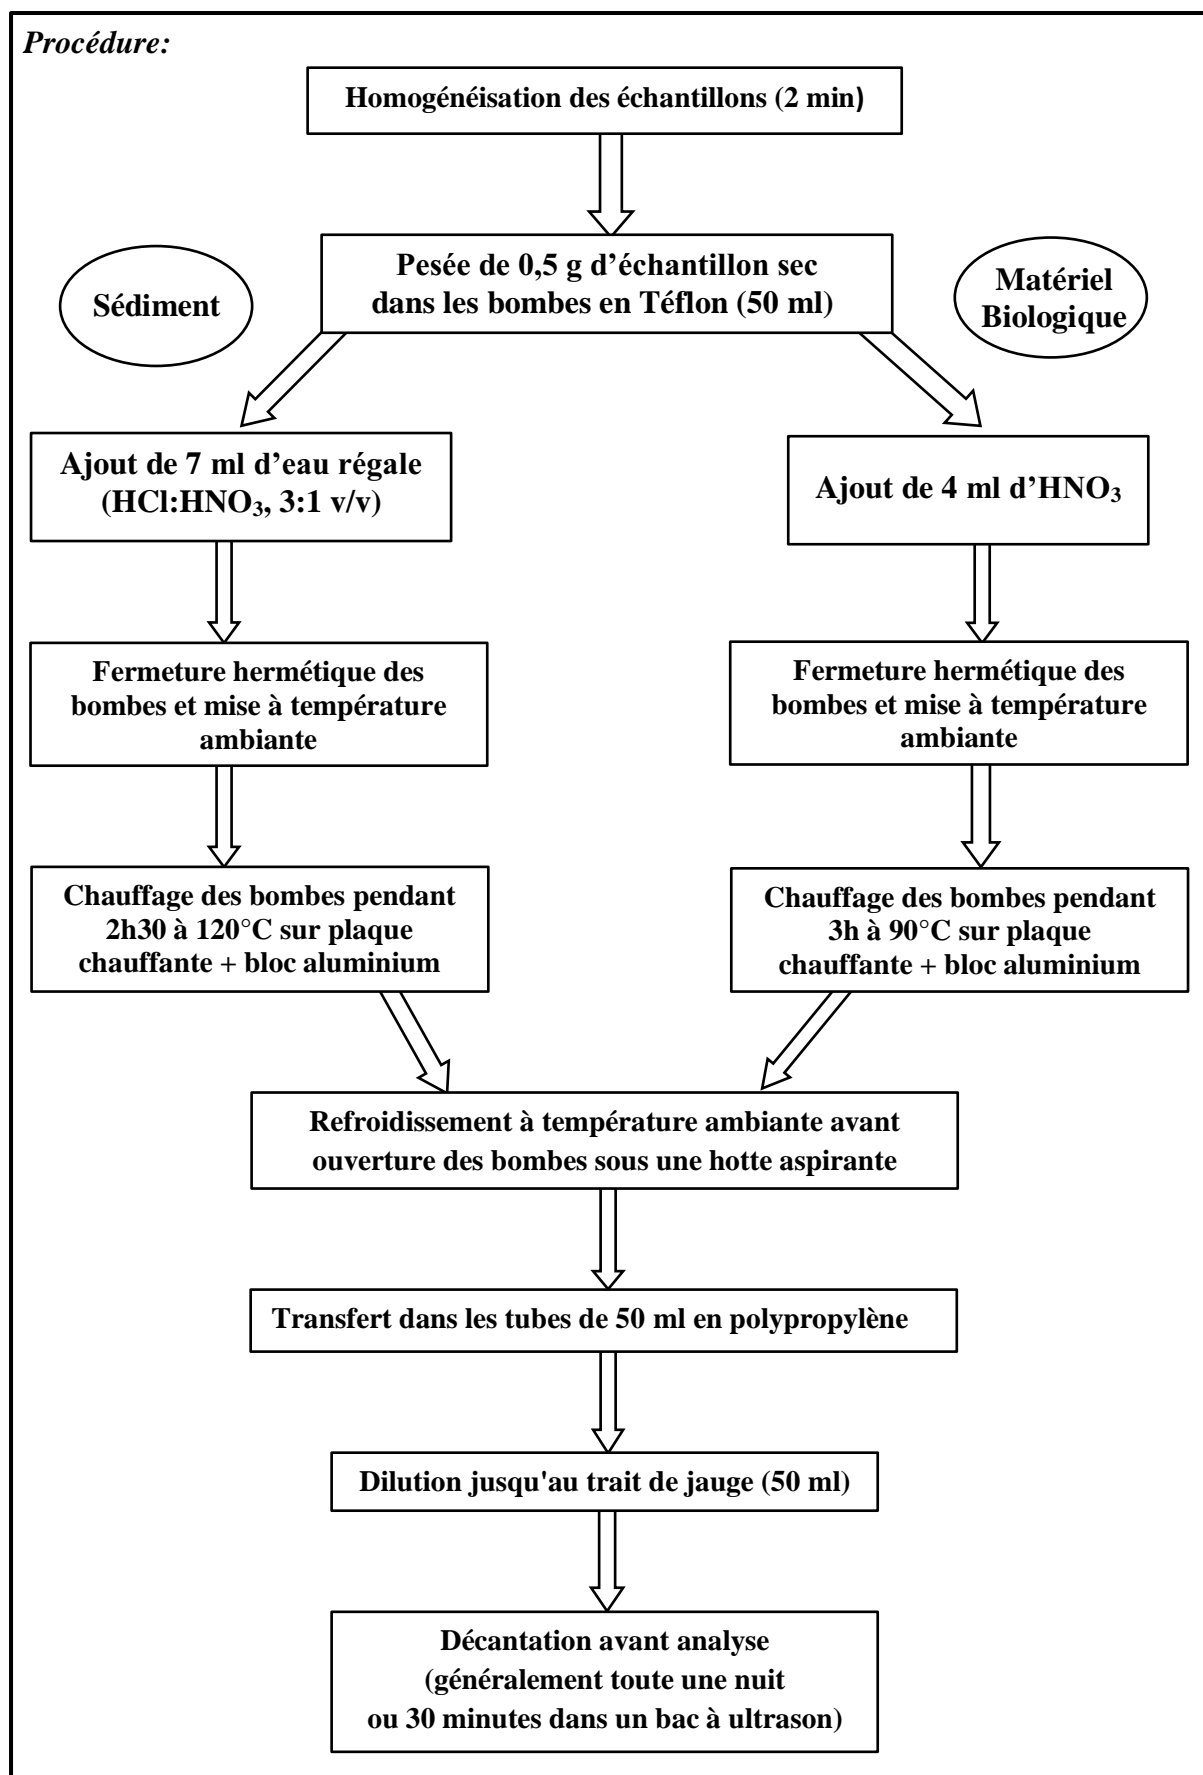 Procédure:
Homogénéisation des échantillons (2 min)
Pesée de 0,5 g d’échantillon sec
dans les bombes en Téflon (50 ml)
Sédiment
Matériel
Biologique
Ajout de 7 ml d’eau régale
(HCl:HNO₃, 3:1 v/v)
Ajout de 4 ml d’HNO₃
Fermeture hermétique des
bombes et mise à température
ambiante
Fermeture hermétique des
bombes et mise à température
ambiante
Chauffage des bombes pendant
2h30 à 120°C sur plaque
chauffante + bloc aluminium
Chauffage des bombes pendant
3h à 90°C sur plaque
chauffante + bloc aluminium
Refroidissement à température ambiante avant
ouverture des bombes sous une hotte aspirante
Transfert dans les tubes de 50 ml en polypropylène
Dilution jusqu'au trait de jauge (50 ml)
Décantation avant analyse
(généralement toute une nuit
ou 30 minutes dans un bac à ultrason)